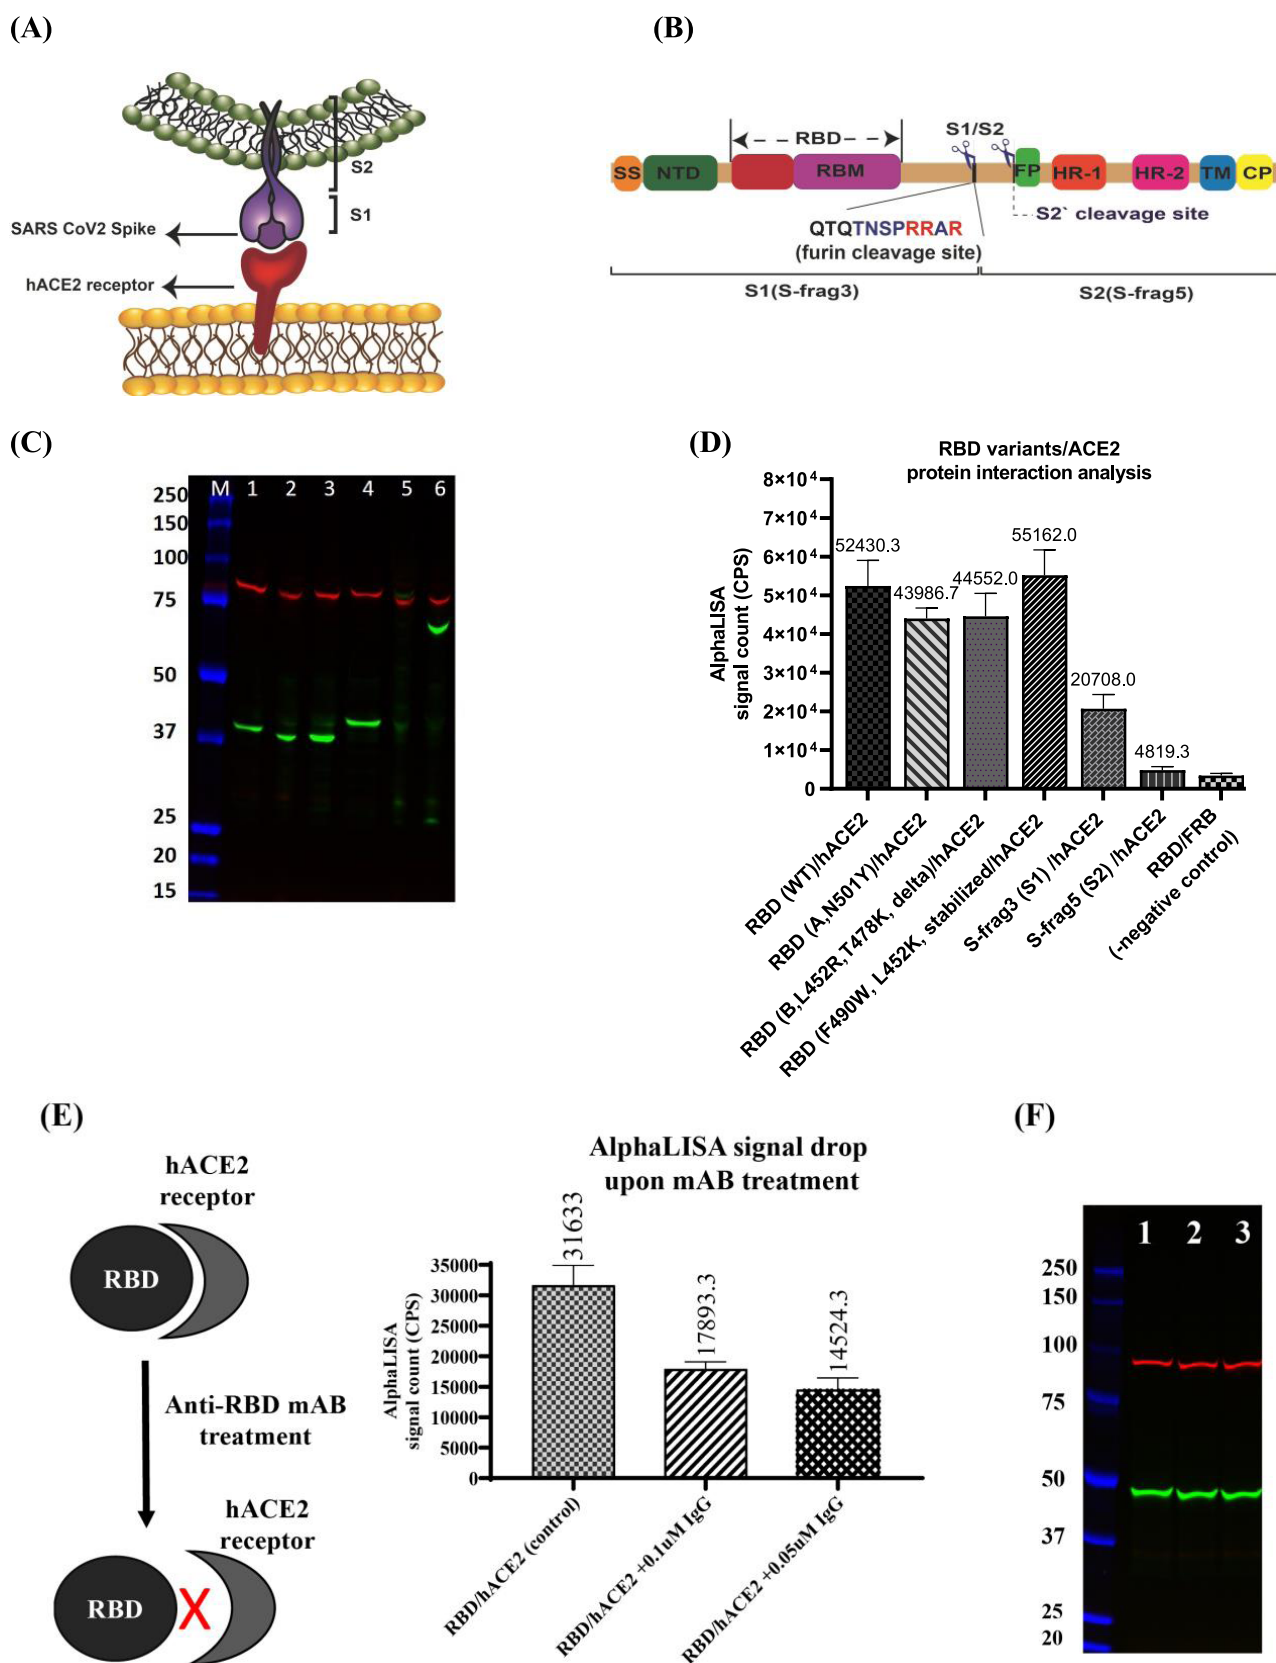 (A)
S2
S1
SARS CoV2 Spike
hACE2 receptor
(B)
RBD
S1/S2
SS
NTD
RBM
FP
HR-1
HR-2
TM
CP
S2` cleavage site
QTQTNSPRRAR
(furin cleavage site)
S1(S-frag3)
S2(S-frag5)
(C)
M 1 2 3 4 5 6
250
150
100
75
50
37
25
20
15
(D)
RBD variants/ACE2
protein interaction analysis
AlphaLISA
signal count (CPS)
8×10⁴
7×10⁴
6×10⁴
5×10⁴
4×10⁴
3×10⁴
2×10⁴
1×10⁴
0
52430.3
43986.7
44552.0
55162.0
20708.0
4819.3
RBD (WT)/hACE2
RBD (A,N501Y)/hACE2
RBD (B,L452R,T478K, delta)/hACE2
RBD (F490W, L452K, stabilized/hACE2
S-frag3 (S1) /hACE2
S-frag5 (S2) /hACE2
RBD/FRB
(-negative control)
(E)
hACE2
receptor
RBD
Anti-RBD mAB
treatment
hACE2
receptor
RBD
X
AlphaLISA signal drop
upon mAB treatment
AlphaLISA
signal count (CPS)
35000
30000
25000
20000
15000
10000
5000
0
31633
17893.3
14524.3
RBD/hACE2 (control)
RBD/hACE2 +0.1uM IgG
RBD/hACE2 +0.05uM IgG
(F)
1 2 3
250
150
100
75
50
37
25
20